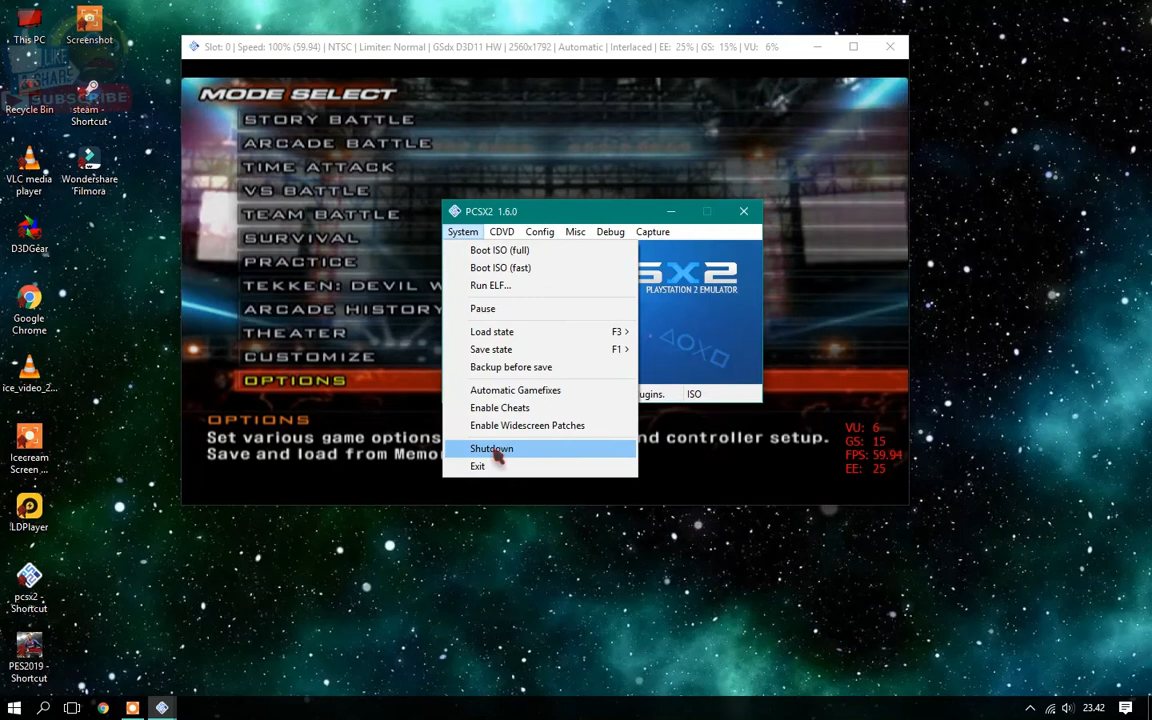 This PC
Screenshot
LIKE
SHARE
SUBSCRIBE
Recycle Bin
steam -
Shortcut
VLC media
player
Wondershare
Filmora
D3DGear
Google
Chrome
ice_video_2...
Icecream
Screen ...
LDPlayer
pcsx2 -
Shortcut
PES2019 -
Shortcut
Slot: 0 | Speed: 100% (59.94) | NTSC | Limiter: Normal | GSdx D3D11 HW | 2560x1792 | Automatic | Interlaced | EE: 25% | GS: 15% | VU: 6%
MODE SELECT
STORY BATTLE
ARCADE BATTLE
TIME ATTACK
VS BATTLE
TEAM BATTLE
SURVIVAL
PRACTICE
TEKKEN: DEVIL W
ARCADE HISTORY
THEATER
CUSTOMIZE
OPTIONS
OPTIONS
Set various game options nd controller setup.
Save and load from Memo
VU: 6
GS: 15
FPS: 59.94
EE: 25
PCSX2 1.6.0
System CDVD Config Misc Debug Capture
Boot ISO (full)
Boot ISO (fast)
Run ELF...
Pause
Load state F3
Save state F1
Backup before save
Automatic Gamefixes
Enable Cheats
Enable Widescreen Patches
Shutdown
Exit
SX2
PLAYSTATION 2 EMULATOR
ugins. ISO
23.42